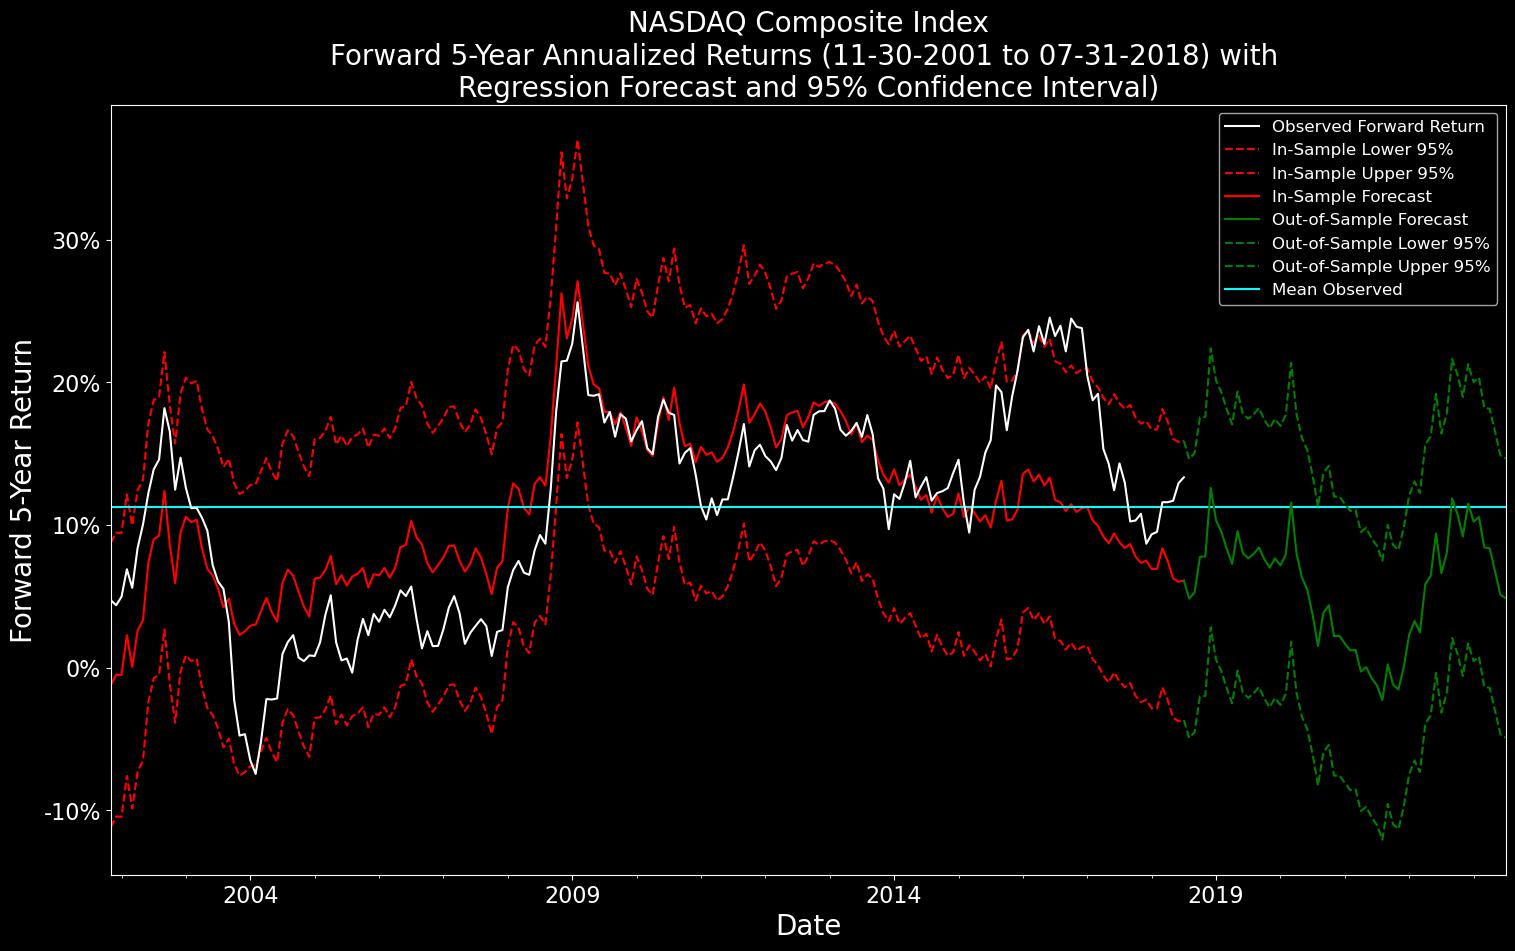 NASDAQ Composite Index
Forward 5-Year Annualized Returns (11-30-2001 to 07-31-2018) with
Regression Forecast and 95% Confidence Interval)
Observed Forward Return
In-Sample Lower 95%
In-Sample Upper 95%
In-Sample Forecast
Out-of-Sample Forecast
Out-of-Sample Lower 95%
Out-of-Sample Upper 95%
Mean Observed
Forward 5-Year Return
30%
20%
10%
0%
-10%
2004
2009
2014
2019
Date